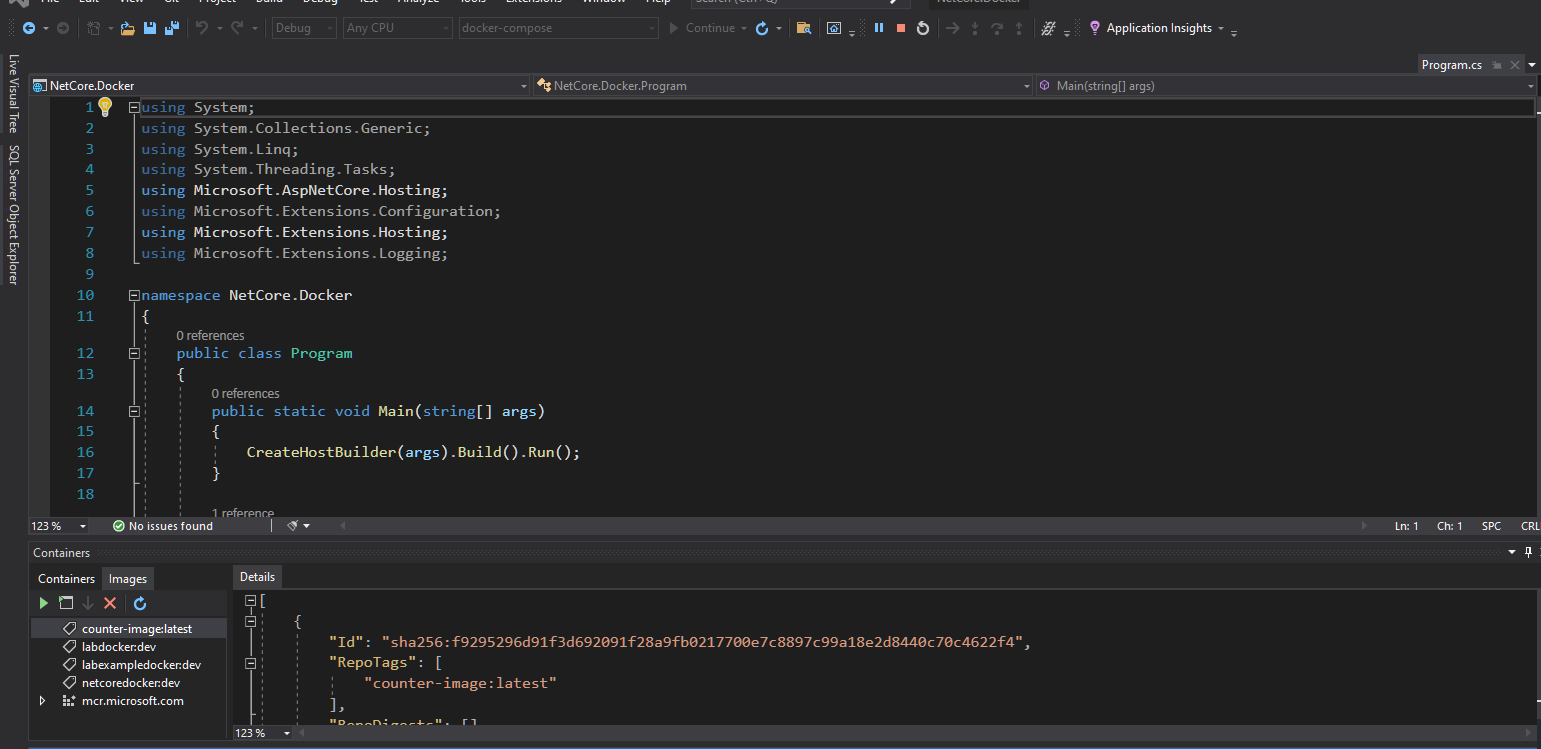 File Edit View Git Project Build Debug Test Analyze Tools Extensions Window Help Search (Ctrl+Q) NetCore.Docker
Debug Any CPU docker-compose Continue Application Insights
Live Visual Tree
SQL Server Object Explorer
Program.cs
NetCore.Docker NetCore.Docker.Program Main(string[] args)
1 using System;
2 using System.Collections.Generic;
3 using System.Linq;
4 using System.Threading.Tasks;
5 using Microsoft.AspNetCore.Hosting;
6 using Microsoft.Extensions.Configuration;
7 using Microsoft.Extensions.Hosting;
8 using Microsoft.Extensions.Logging;
9
10 namespace NetCore.Docker
11 {
0 references
12 public class Program
13 {
0 references
14 public static void Main(string[] args)
15 {
16 CreateHostBuilder(args).Build().Run();
17 }
18
1 reference
123 % No issues found Ln: 1 Ch: 1 SPC CRL
Containers
Containers Images
counter-image:latest
labdocker:dev
labexampledocker:dev
netcoredocker:dev
mcr.microsoft.com
Details
[
{
"Id": "sha256:f9295296d91f3d692091f28a9fb0217700e7c8897c99a18e2d8440c70c4622f4",
"RepoTags": [
"counter-image:latest"
],
"RepoDigests": []
123 %